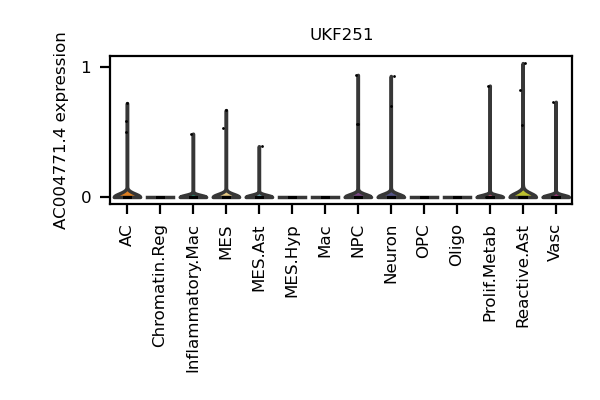 UKF251
AC004771.4 expression
1
0
AC
Chromatin.Reg
Inflammatory.Mac
MES
MES.Ast
MES.Hyp
Mac
NPC
Neuron
OPC
Oligo
Prolif.Metab
Reactive.Ast
Vasc